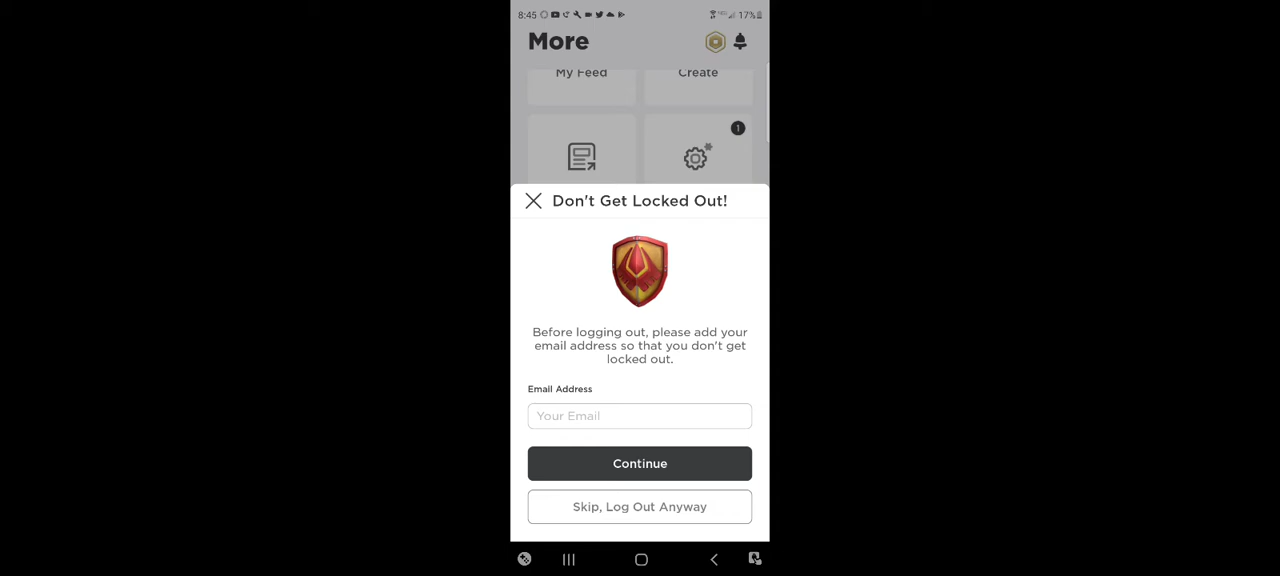 8:45
17%
More
My Feed
Create
1
Don't Get Locked Out!
Before logging out, please add your
email address so that you don't get
locked out.
Email Address
Your Email
Continue
Skip, Log Out Anyway